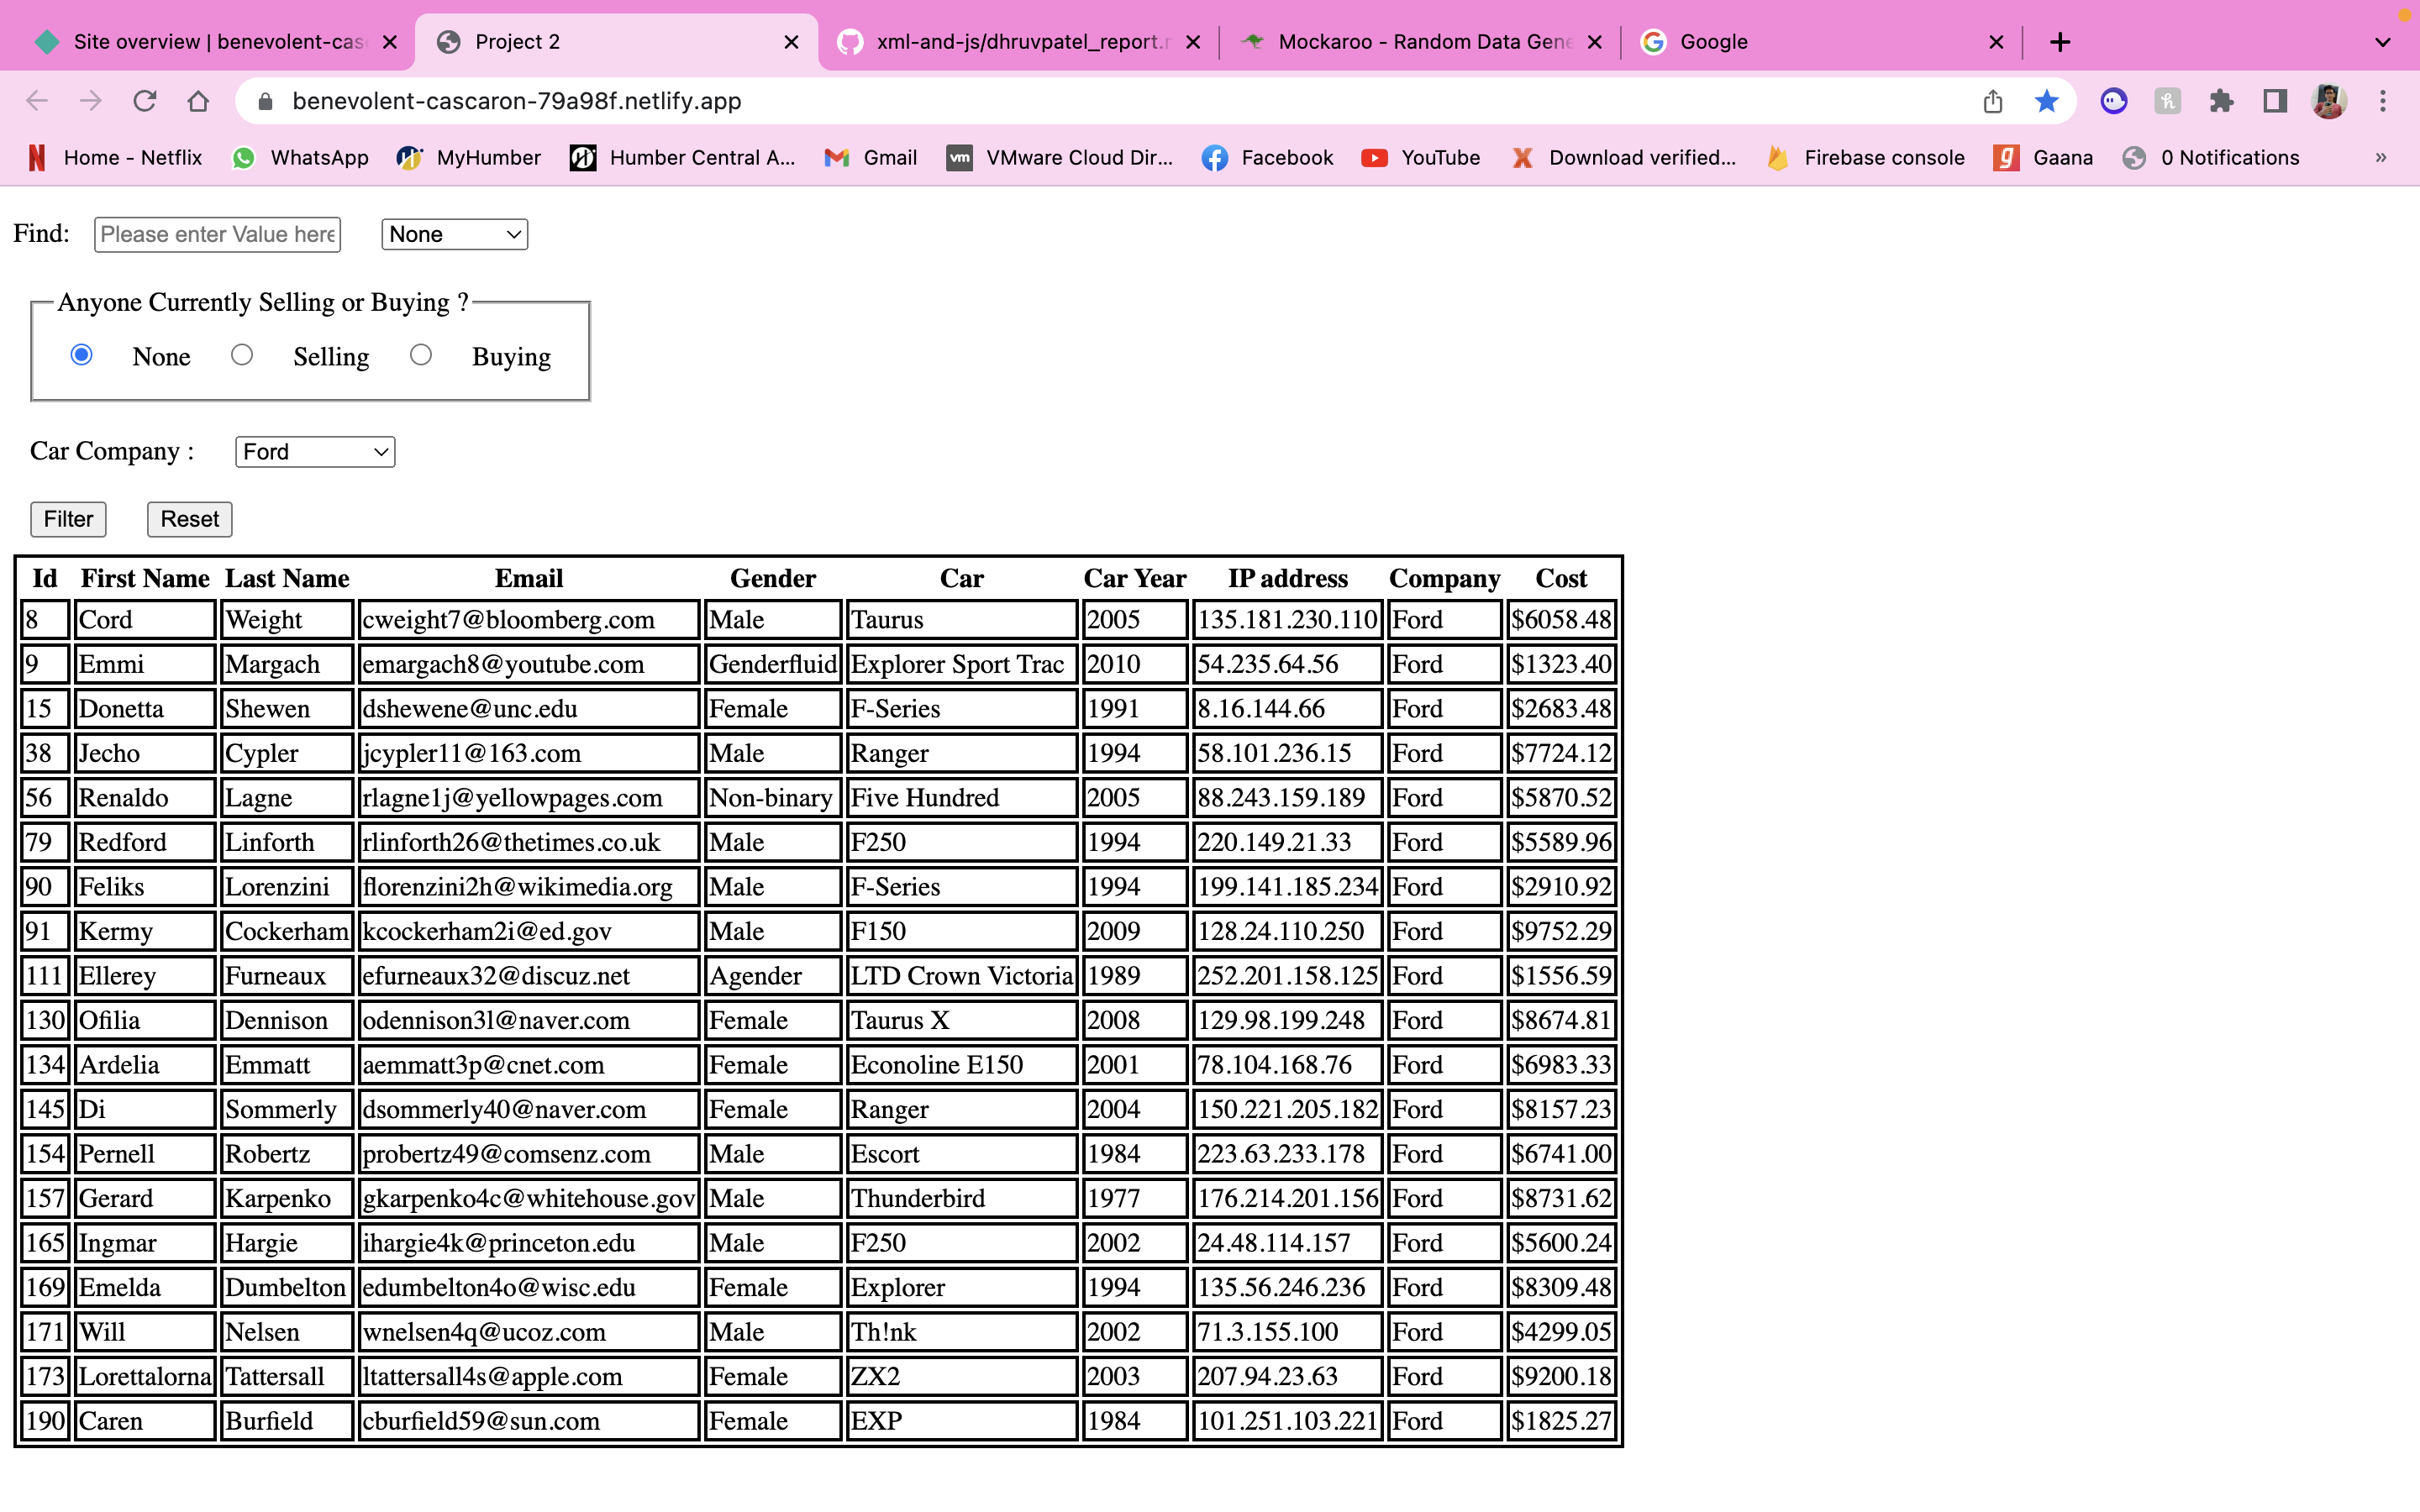 Site overview | benevolent-cas Project 2 xml-and-js/dhruvpatel_report.r Mockaroo - Random Data Gene Google
benevolent-cascaron-79a98f.netlify.app
Home - Netflix WhatsApp MyHumber Humber Central A... Gmail vm VMware Cloud Dir... Facebook YouTube Download verified... Firebase console Gaana 0 Notifications »
Find: Please enter Value here None
Anyone Currently Selling or Buying ?
None Selling Buying
Car Company : Ford
Filter Reset
Id First Name Last Name Email Gender Car Car Year IP address Company Cost
8 Cord Weight cweight7@bloomberg.com Male Taurus 2005 135.181.230.110 Ford $6058.48
9 Emmi Margach emargach8@youtube.com Genderfluid Explorer Sport Trac 2010 54.235.64.56 Ford $1323.40
15 Donetta Shewen dshewene@unc.edu Female F-Series 1991 8.16.144.66 Ford $2683.48
38 Jecho Cypler jcypler11@163.com Male Ranger 1994 58.101.236.15 Ford $7724.12
56 Renaldo Lagne rlagne1j@yellowpages.com Non-binary Five Hundred 2005 88.243.159.189 Ford $5870.52
79 Redford Linforth rlinforth26@thetimes.co.uk Male F250 1994 220.149.21.33 Ford $5589.96
90 Feliks Lorenzini florenzini2h@wikimedia.org Male F-Series 1994 199.141.185.234 Ford $2910.92
91 Kermy Cockerham kcockerham2i@ed.gov Male F150 2009 128.24.110.250 Ford $9752.29
111 Ellerey Furneaux efurneaux32@discuz.net Agender LTD Crown Victoria 1989 252.201.158.125 Ford $1556.59
130 Ofilia Dennison odennison3l@naver.com Female Taurus X 2008 129.98.199.248 Ford $8674.81
134 Ardelia Emmatt aemmatt3p@cnet.com Female Econoline E150 2001 78.104.168.76 Ford $6983.33
145 Di Sommerly dsommerly40@naver.com Female Ranger 2004 150.221.205.182 Ford $8157.23
154 Pernell Robertz probertz49@comsenz.com Male Escort 1984 223.63.233.178 Ford $6741.00
157 Gerard Karpenko gkarpenko4c@whitehouse.gov Male Thunderbird 1977 176.214.201.156 Ford $8731.62
165 Ingmar Hargie ihargie4k@princeton.edu Male F250 2002 24.48.114.157 Ford $5600.24
169 Emelda Dumbelton edumbelton4o@wisc.edu Female Explorer 1994 135.56.246.236 Ford $8309.48
171 Will Nelsen wnelsen4q@ucoz.com Male Th!nk 2002 71.3.155.100 Ford $4299.05
173 Lorettalorna Tattersall ltattersall4s@apple.com Female ZX2 2003 207.94.23.63 Ford $9200.18
190 Caren Burfield cburfield59@sun.com Female EXP 1984 101.251.103.221 Ford $1825.27